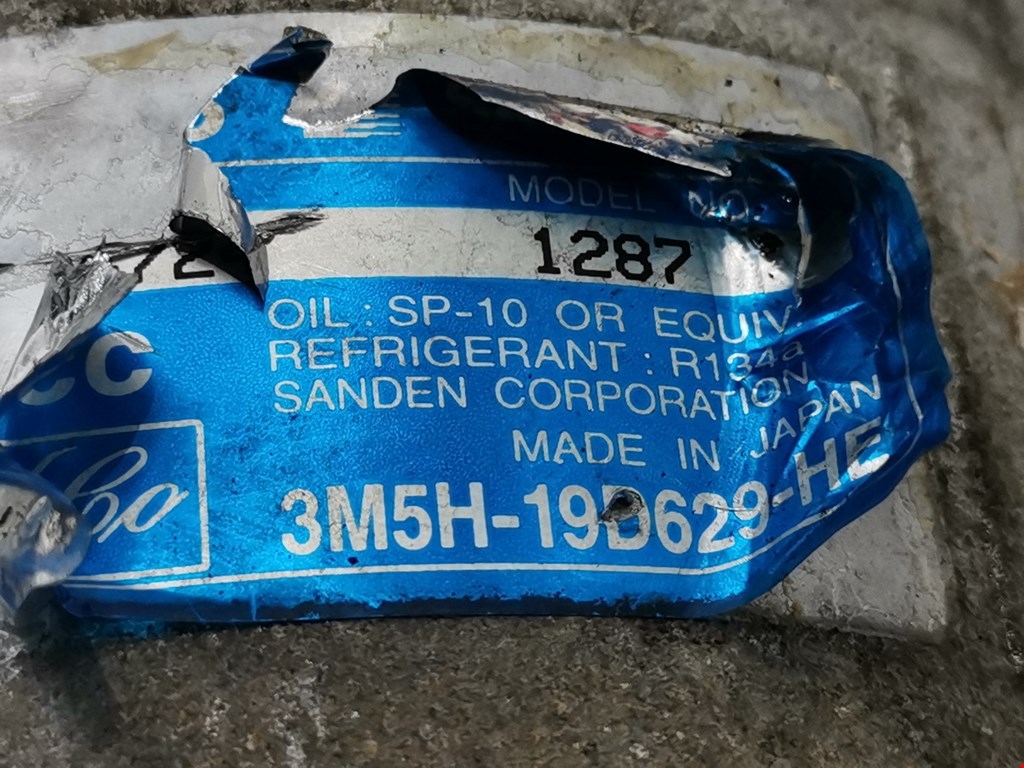 MODEL NO.
2 1287
OIL : SP-10 OR EQUIV
REFRIGERANT : R134a
SANDEN CORPORATION
MADE IN JAPAN
3M5H-19D629-HE